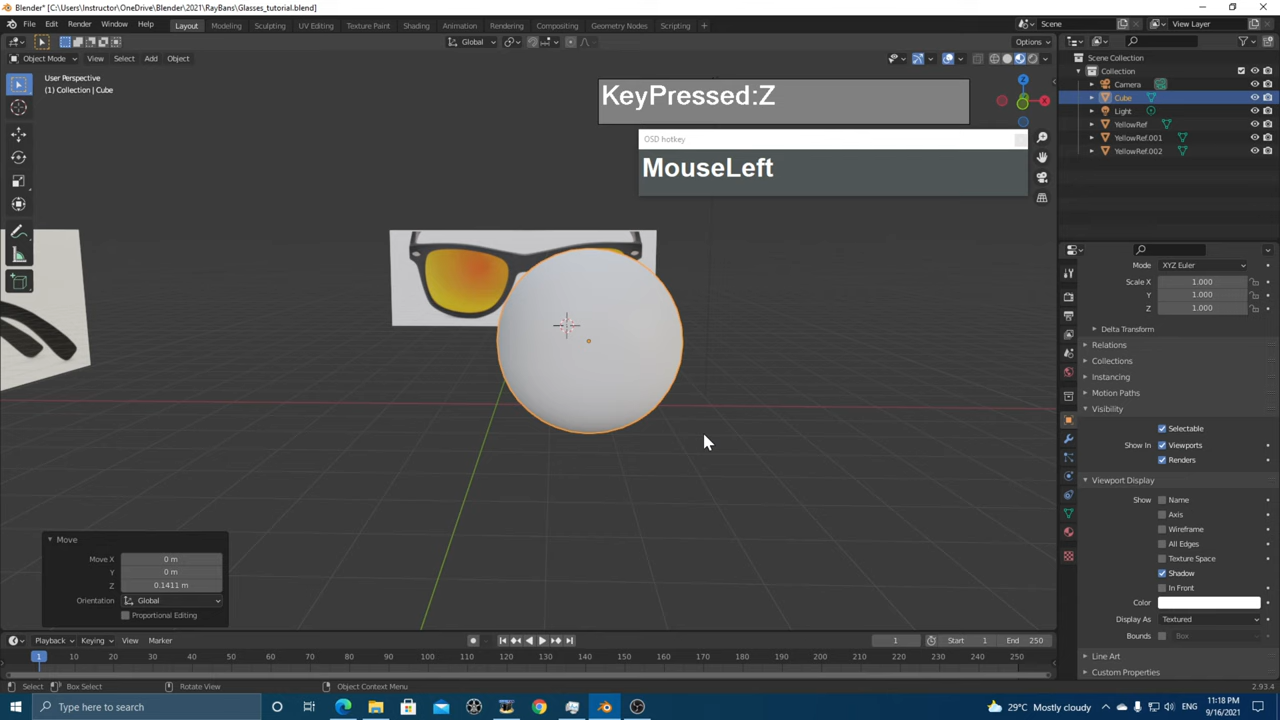 Blender* [C:\Users\Instructor\OneDrive\Blender\2021\RayBans\Glasses_tutorial.blend]
File Edit Render Window Help Layout Modeling Sculpting UV Editing Texture Paint Shading Animation Rendering Compositing Geometry Nodes Scripting + Scene View Layer
Global Options
Object Mode View Select Add Object
User Perspective
(1) Collection | Cube
KeyPressed:Z
OSD hotkey
MouseLeft
Z
X
Scene Collection
Collection
Camera
Cube
Light
YellowRef
YellowRef.001
YellowRef.002
Mode XYZ Euler
Scale X 1.000
Y 1.000
Z 1.000
Delta Transform
Relations
Collections
Instancing
Motion Paths
Visibility
Selectable
Show In Viewports
Renders
Viewport Display
Show Name
Axis
Wireframe
All Edges
Texture Space
Shadow
In Front
Color
Display As Textured
Bounds Box
Line Art
Custom Properties
Move
Move X 0 m
Y 0 m
Z 0.1411 m
Orientation Global
Proportional Editing
Playback Keying View Marker 1 Start 1 End 250
1 10 20 30 40 50 60 70 80 90 100 110 120 130 140 150 160 170 180 190 200 210 220 230 240 250
Select Box Select Rotate View Object Context Menu 2.93.4
Type here to search 29°C Mostly cloudy 11:18 PM
9/16/2021